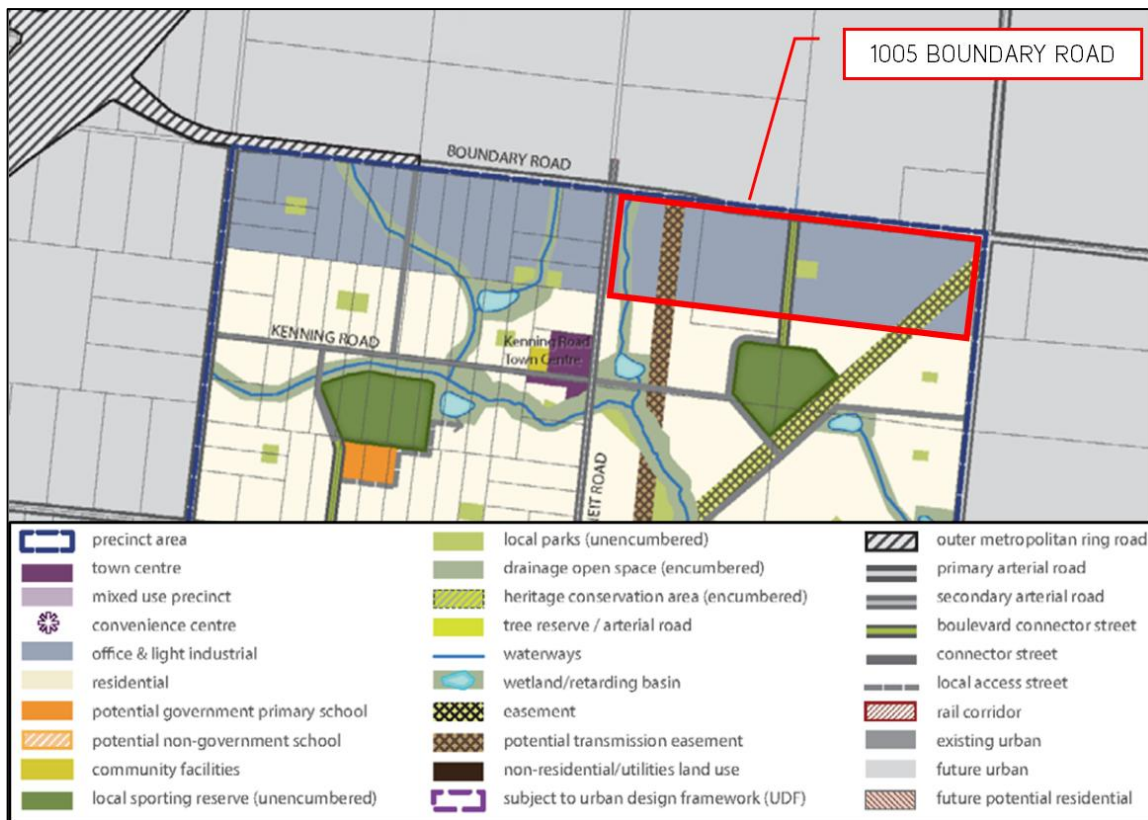 1005 BOUNDARY ROAD
BOUNDARY ROAD
KENNING ROAD
Kenning Road
Town Centre
NEIT ROAD
precinct area
town centre
mixed use precinct
convenience centre
office & light industrial
residential
potential government primary school
potential non-government school
community facilities
local sporting reserve (unencumbered)
local parks (unencumbered)
drainage open space (encumbered)
heritage conservation area (encumbered)
tree reserve / arterial road
waterways
wetland/retarding basin
easement
potential transmission easement
non-residential/utilities land use
subject to urban design framework (UDF)
outer metropolitan ring road
primary arterial road
secondary arterial road
boulevard connector street
connector street
local access street
rail corridor
existing urban
future urban
future potential residential